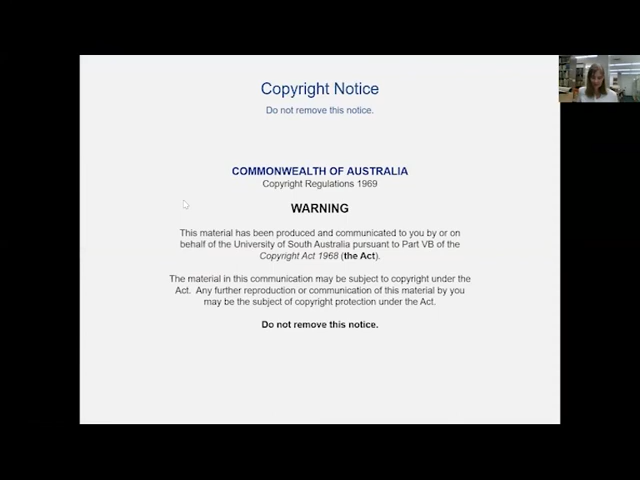 Copyright Notice
Do not remove this notice.
COMMONWEALTH OF AUSTRALIA
Copyright Regulations 1969
WARNING
This material has been produced and communicated to you by or on
behalf of the University of South Australia pursuant to Part VB of the
Copyright Act 1968 (the Act).
The material in this communication may be subject to copyright under the
Act. Any further reproduction or communication of this material by you
may be the subject of copyright protection under the Act.
Do not remove this notice.